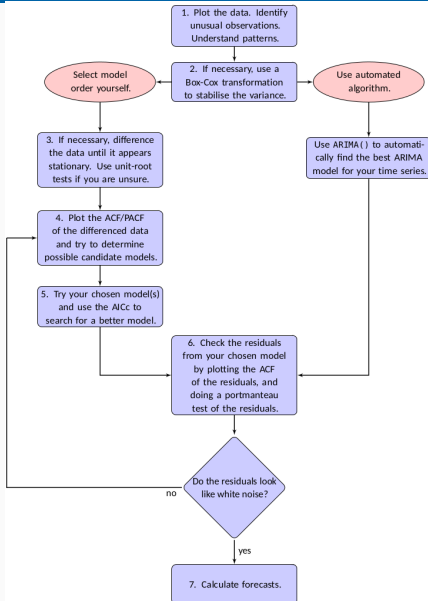 1. Plot the data. Identify
unusual observations.
Understand patterns.
Select model
order yourself.
2. If necessary, use a
Box-Cox transformation
to stabilise the variance.
Use automated
algorithm.
3. If necessary, difference
the data until it appears
stationary. Use unit-root
tests if you are unsure.
Use ARIMA() to automati-
cally find the best ARIMA
model for your time series.
4. Plot the ACF/PACF
of the differenced data
and try to determine
possible candidate models.
5. Try your chosen model(s)
and use the AICc to
search for a better model.
6. Check the residuals
from your chosen model
by plotting the ACF
of the residuals, and
doing a portmanteau
test of the residuals.
Do the residuals look
like white noise?
no
yes
7. Calculate forecasts.